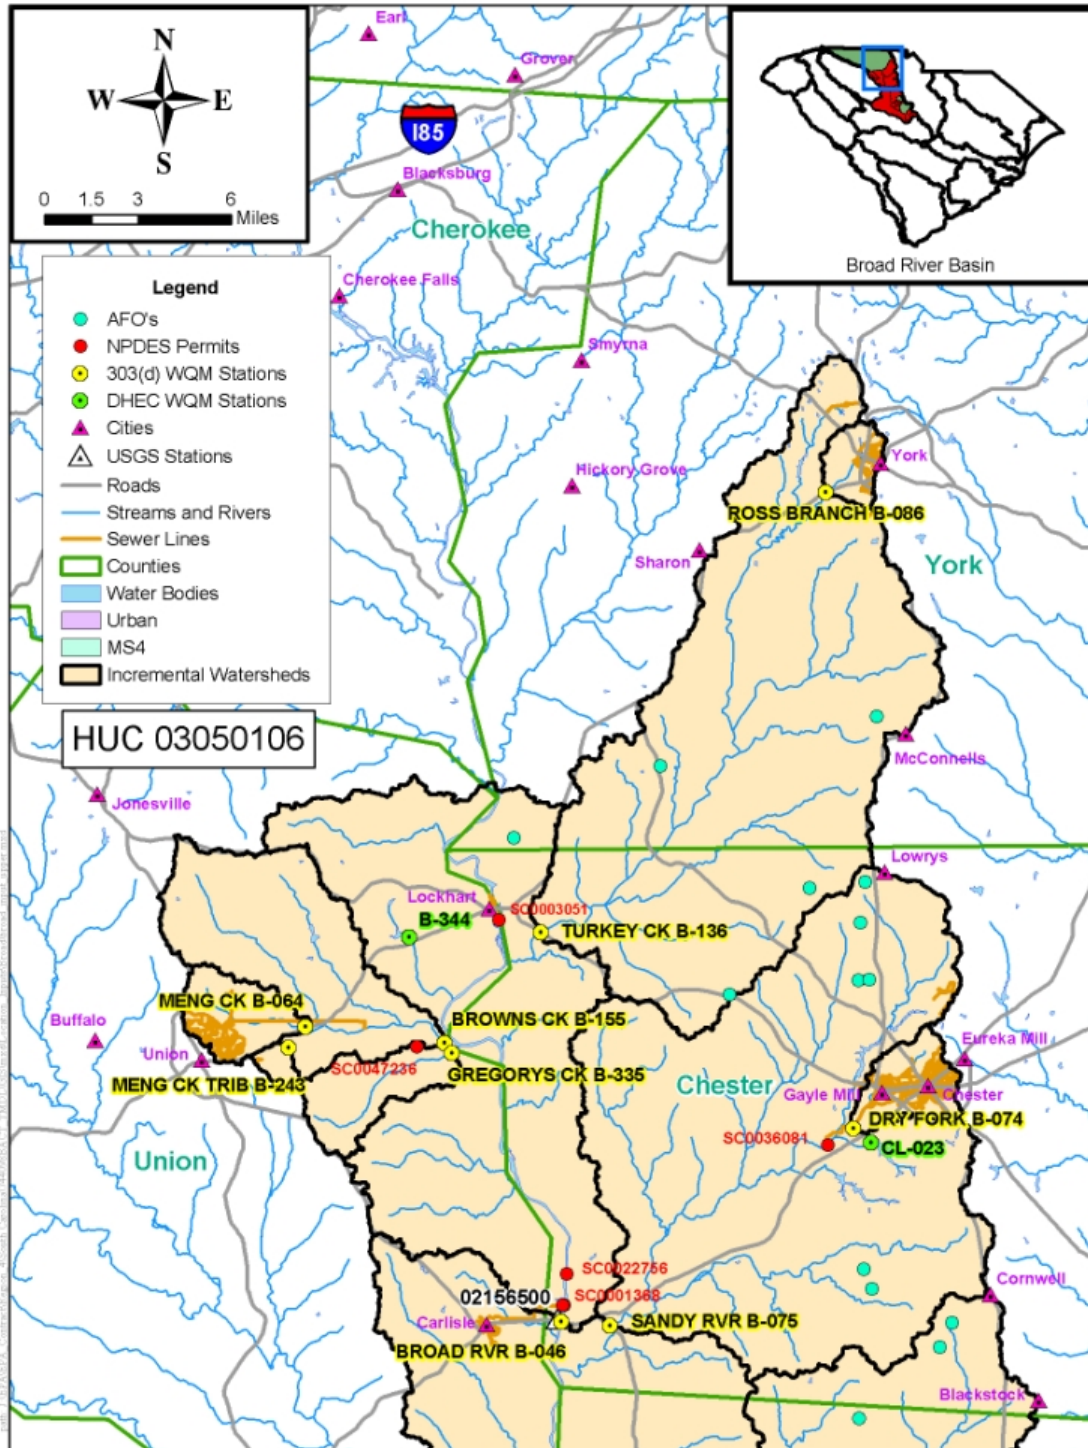 N
W E
S
0 1.5 3 6
Miles
Earl
Grover
I85
Blacksburg
Cherokee
Cherokee Falls
Smyrna
Hickory Grove
Broad River Basin
Legend
AFO's
NPDES Permits
303(d) WQM Stations
DHEC WQM Stations
Cities
USGS Stations
Roads
Streams and Rivers
Sewer Lines
Counties
Water Bodies
Urban
MS4
Incremental Watersheds
HUC 03050106
York
ROSS BRANCH B-086
Sharon
York
McConnells
Jonesville
Lowrys
Lockhart
SC0003051
B-344
TURKEY CK B-136
MENG CK B-064
BROWNS CK B-155
Buffalo
Union
SC0047236
GREGORYS CK B-335
MENG CK TRIB B-243
Chester
Eureka Mill
Gayle Mill
Chester
DRY FORK B-074
SC0036081
CL-023
Union
SC0022756
02156500
SC0001368
Cornwell
Carlisle
SANDY RVR B-075
BROAD RVR B-046
Blackstock